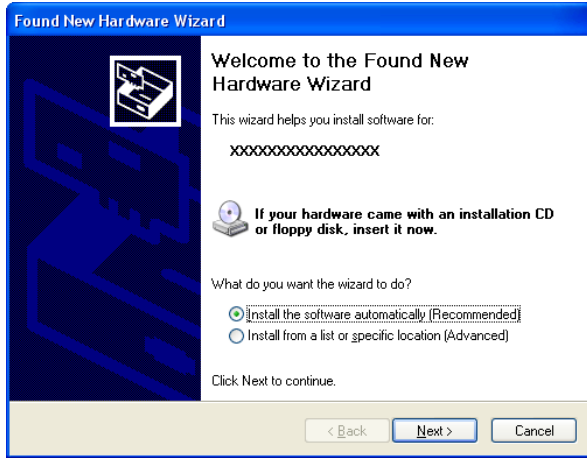 Found New Hardware Wizard
Welcome to the Found New
Hardware Wizard
This wizard helps you install software for:
XXXXXXXXXXXXXXXX
If your hardware came with an installation CD
or floppy disk, insert it now.
What do you want the wizard to do?
Install the software automatically (Recommended)
Install from a list or specific location (Advanced)
Click Next to continue.
< Back Next > Cancel